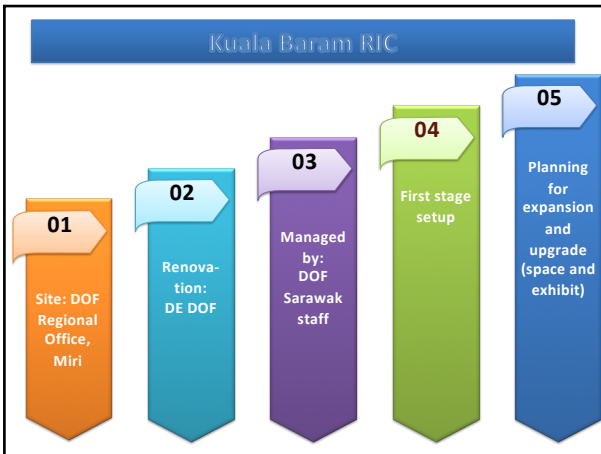 Kuala Baram RIC
01
Site: DOF
Regional
Office,
Miri
02
Renova-
tion:
DE DOF
03
Managed
by:
DOF
Sarawak
staff
04
First stage
setup
05
Planning
for
expansion
and
upgrade
(space and
exhibit)